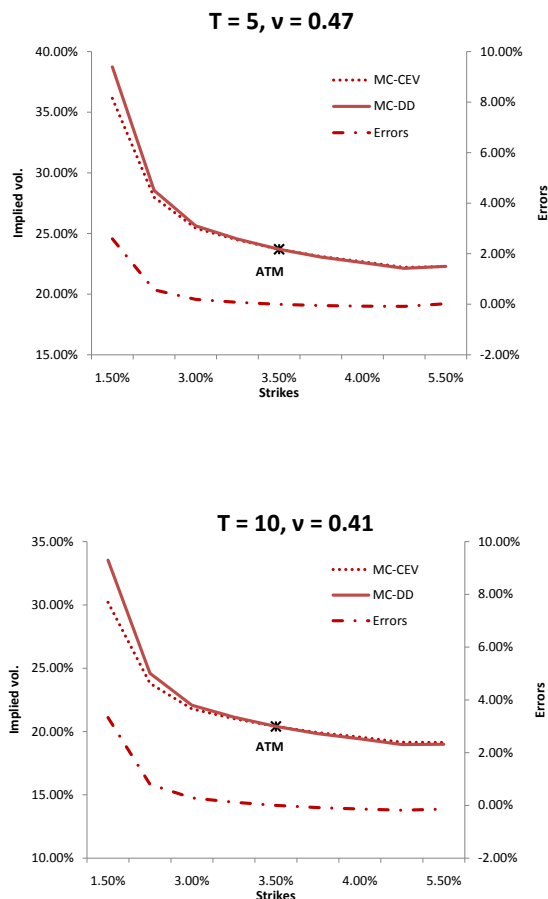 T = 5, ν = 0.47
40.00%
35.00%
30.00%
25.00%
20.00%
15.00%
Implied vol.
10.00%
8.00%
6.00%
4.00%
2.00%
0.00%
-2.00%
Errors
MC-CEV
MC-DD
Errors
ATM
1.50%
3.00%
3.50%
4.00%
5.50%
Strikes
T = 10, ν = 0.41
35.00%
30.00%
25.00%
20.00%
15.00%
10.00%
Implied vol.
10.00%
8.00%
6.00%
4.00%
2.00%
0.00%
-2.00%
Errors
MC-CEV
MC-DD
Errors
ATM
1.50%
3.00%
3.50%
4.00%
5.50%
Strikes